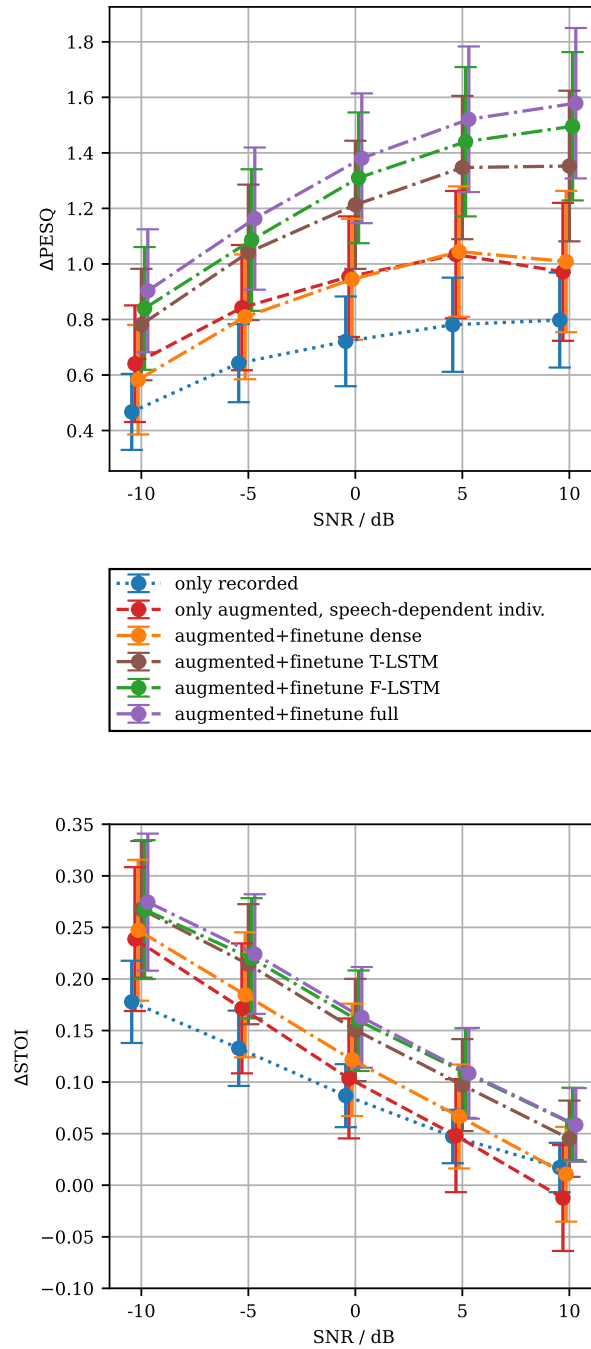 1.8
1.6
1.4
1.2
1.0
0.8
0.6
0.4
ΔPESQ
-10 -5 0 5 10
SNR / dB
only recorded
only augmented, speech-dependent indiv.
augmented+finetune dense
augmented+finetune T-LSTM
augmented+finetune F-LSTM
augmented+finetune full
0.35
0.30
0.25
0.20
0.15
0.10
0.05
0.00
−0.05
−0.10
ΔSTOI
-10 -5 0 5 10
SNR / dB